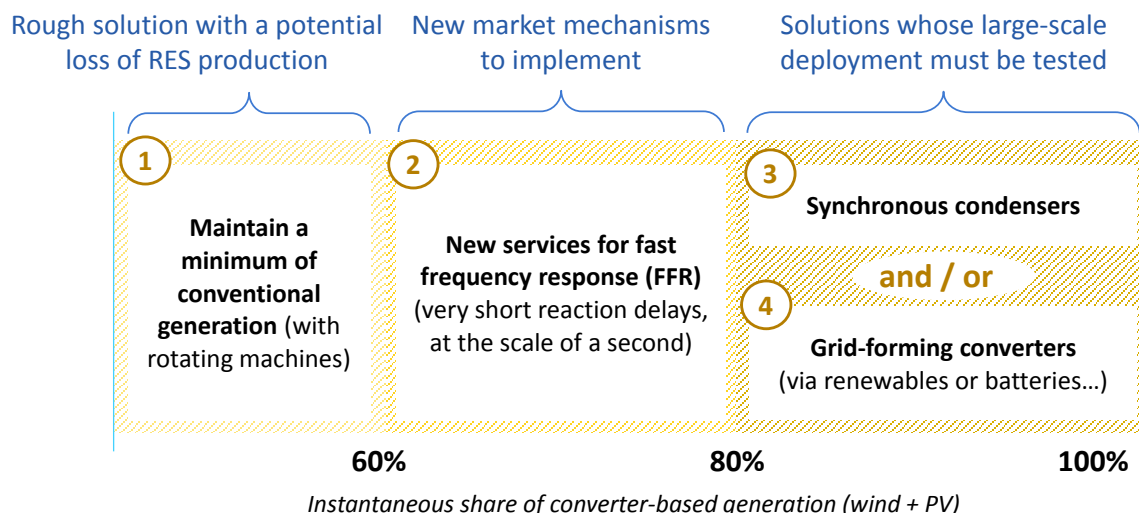 Rough solution with a potential
loss of RES production
New market mechanisms
to implement
Solutions whose large-scale
deployment must be tested
1
Maintain a
minimum of
conventional
generation (with
rotating machines)
2
New services for fast
frequency response (FFR)
(very short reaction delays,
at the scale of a second)
3
Synchronous condensers
and / or
4
Grid-forming converters
(via renewables or batteries…)
60%
80%
100%
Instantaneous share of converter-based generation (wind + PV)